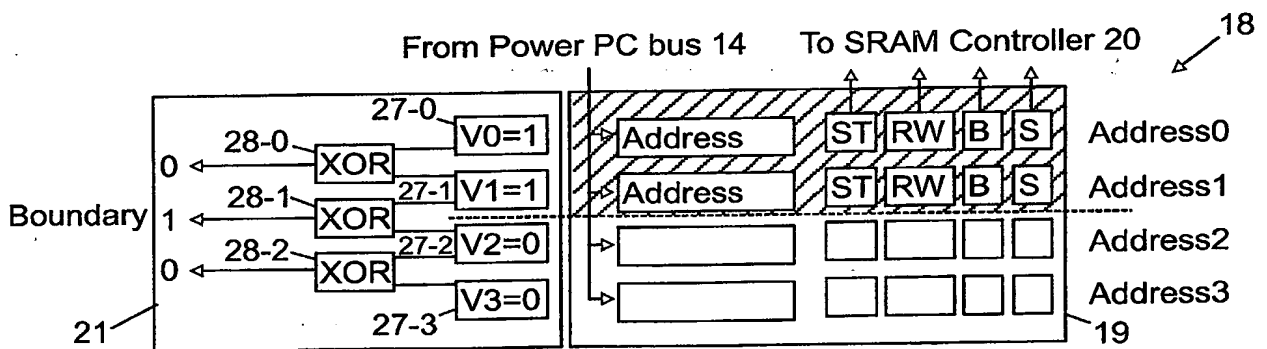 From Power PC bus 14 To SRAM Controller 20 18
27-0
28-0 V0=1 Address ST RW B S Address0
0 XOR
28-1 27-1 V1=1 Address ST RW B S Address1
Boundary 1 XOR
28-2 27-2 V2=0 Address2
0 XOR
V3=0 Address3
21 27-3 19